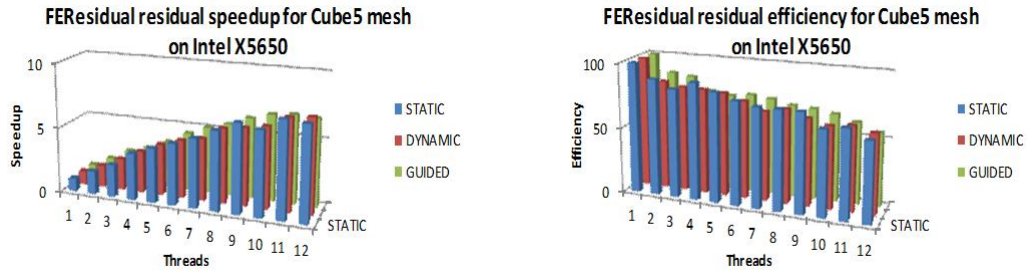 FEResidual residual speedup for Cube5 mesh
on Intel X5650
10
5
0
Speedup
1 2 3 4 5 6 7 8 9 10 11 12
Threads
STATIC
STATIC
DYNAMIC
GUIDED
FEResidual residual efficiency for Cube5 mesh
on Intel X5650
100
50
0
Efficiency
1 2 3 4 5 6 7 8 9 10 11 12
Threads
STATIC
STATIC
DYNAMIC
GUIDED